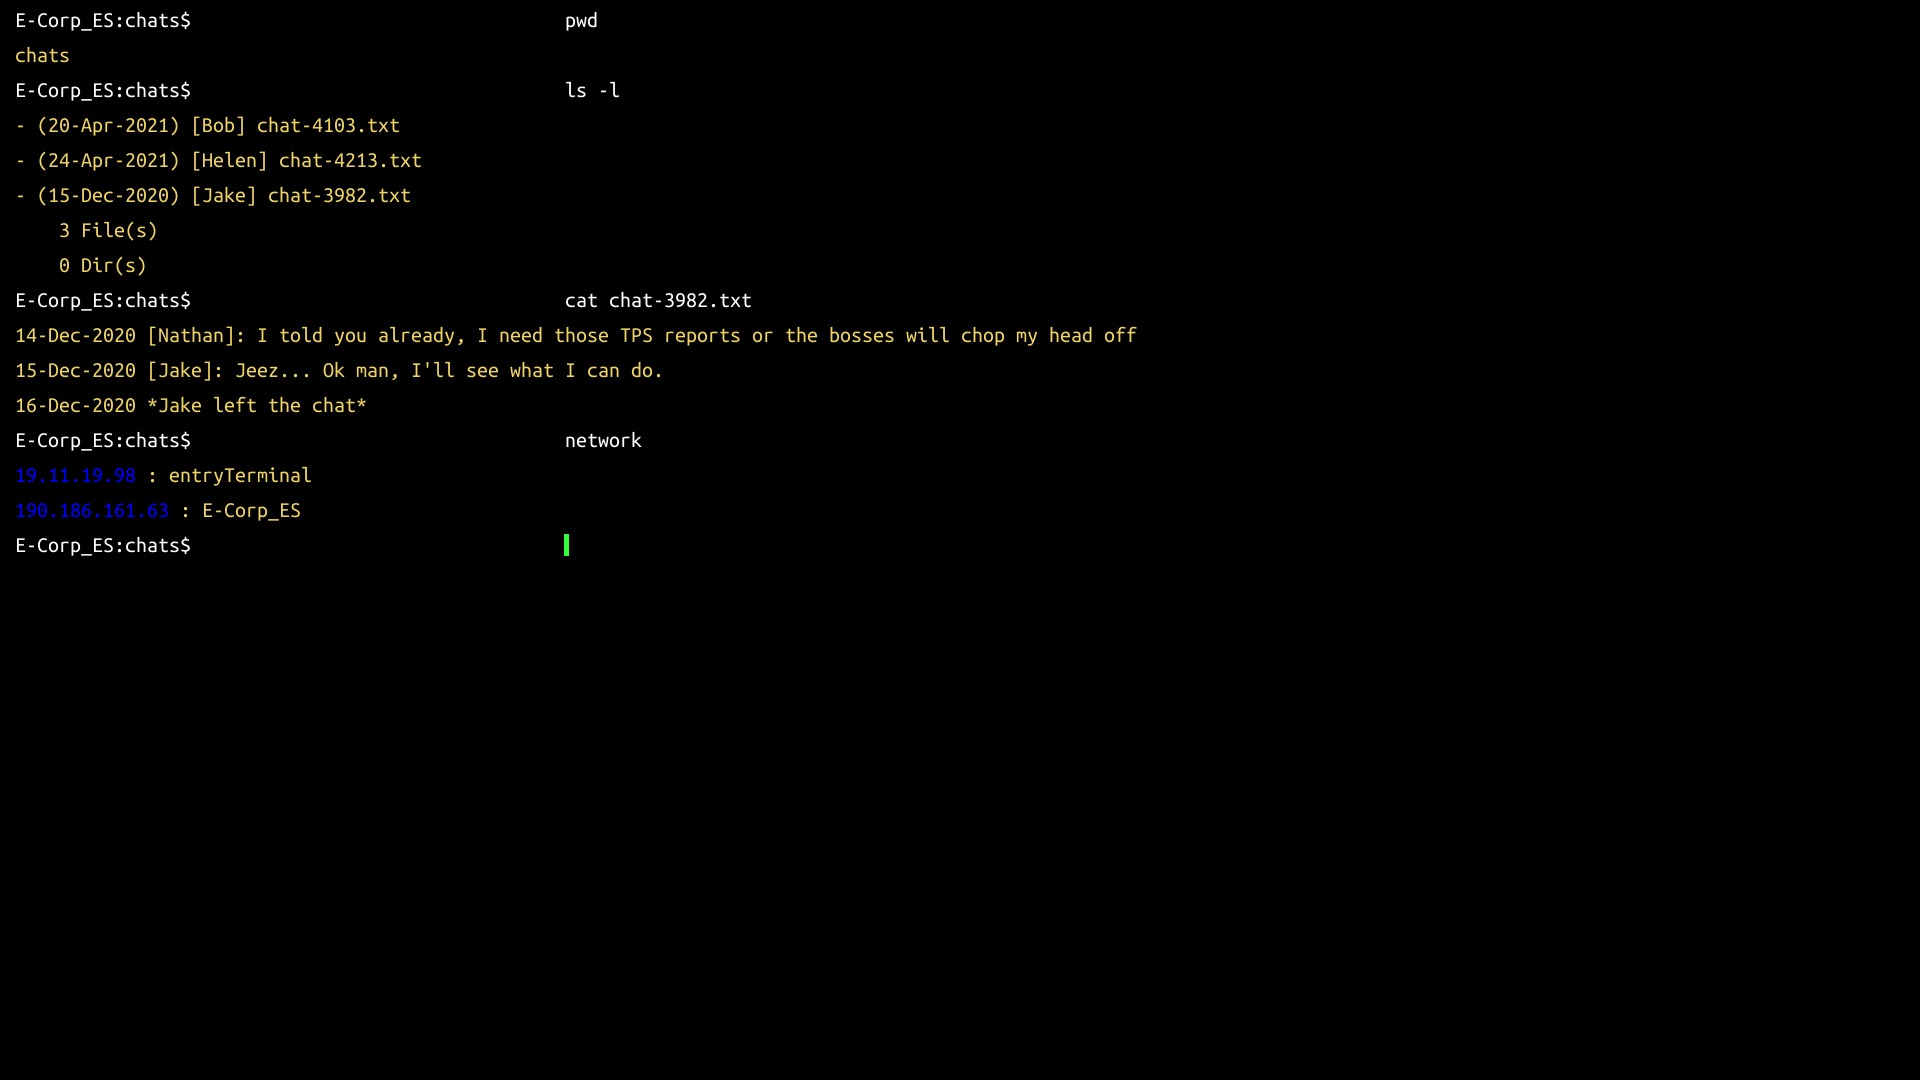 E-Corp_ES:chats$ pwd
chats
E-Corp_ES:chats$ ls -l
- (20-Apr-2021) [Bob] chat-4103.txt
- (24-Apr-2021) [Helen] chat-4213.txt
- (15-Dec-2020) [Jake] chat-3982.txt
3 File(s)
0 Dir(s)
E-Corp_ES:chats$ cat chat-3982.txt
14-Dec-2020 [Nathan]: I told you already, I need those TPS reports or the bosses will chop my head off
15-Dec-2020 [Jake]: Jeez... Ok man, I'll see what I can do.
16-Dec-2020 *Jake left the chat*
E-Corp_ES:chats$ network
19.11.19.98 : entryTerminal
190.186.161.63 : E-Corp_ES
E-Corp_ES:chats$